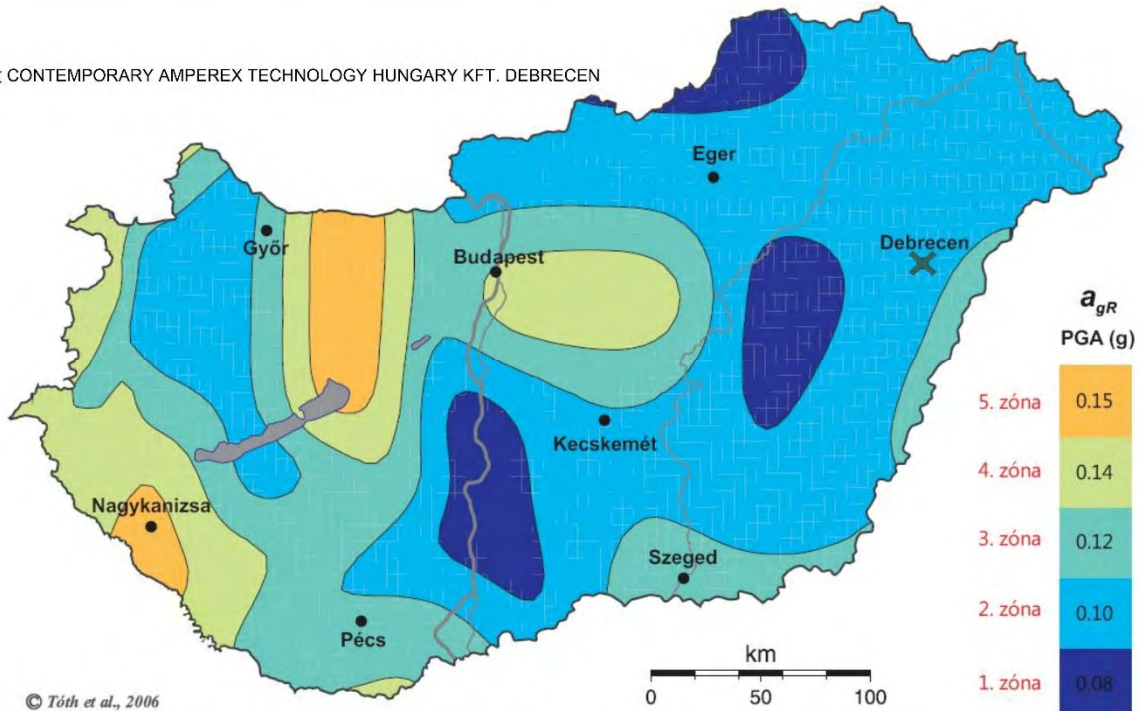 CONTEMPORARY AMPEREX TECHNOLOGY HUNGARY KFT. DEBRECEN
Eger
Győr
Budapest
Debrecen
Kecskemét
Nagykanizsa
Szeged
Pécs
a_gR
PGA (g)
5. zóna 0.15
4. zóna 0.14
3. zóna 0.12
2. zóna 0.10
1. zóna 0.08
km
0 50 100
© Tóth et al., 2006